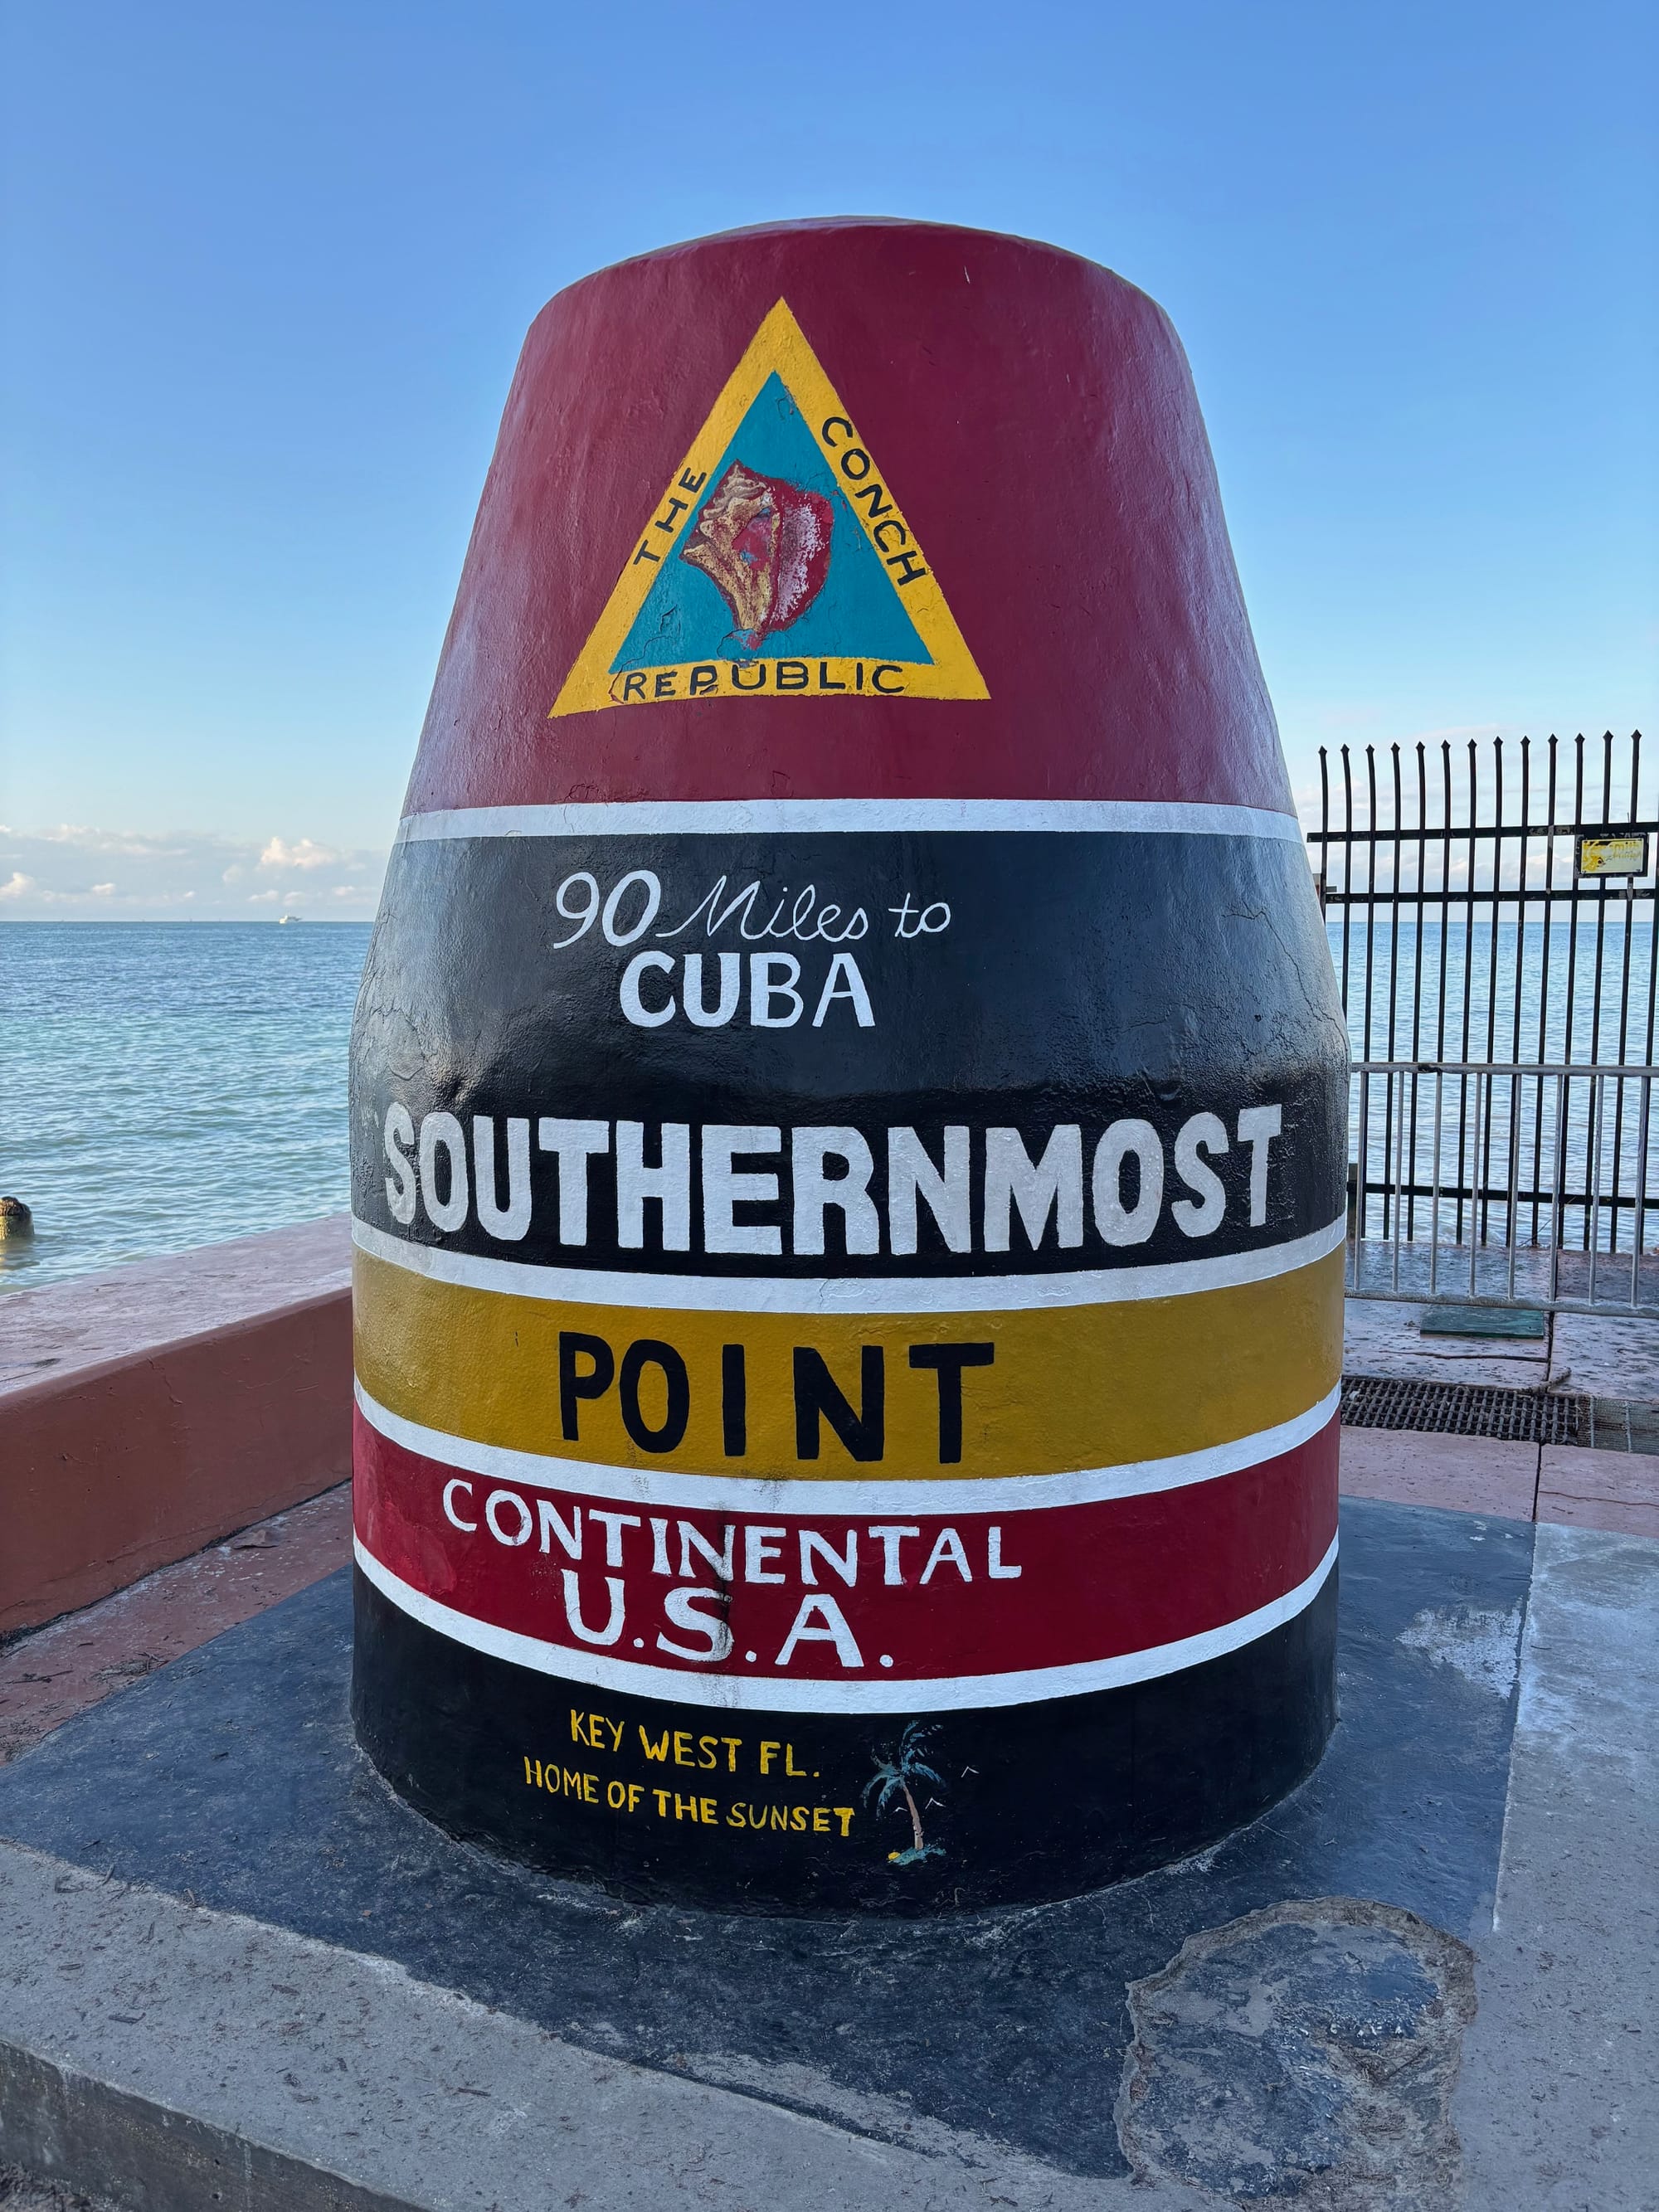 THE
CONCH
REPUBLIC
90 Miles to
CUBA
SOUTHERNMOST
POINT
CONTINENTAL
U.S.A.
KEY WEST FL.
HOME OF THE SUNSET